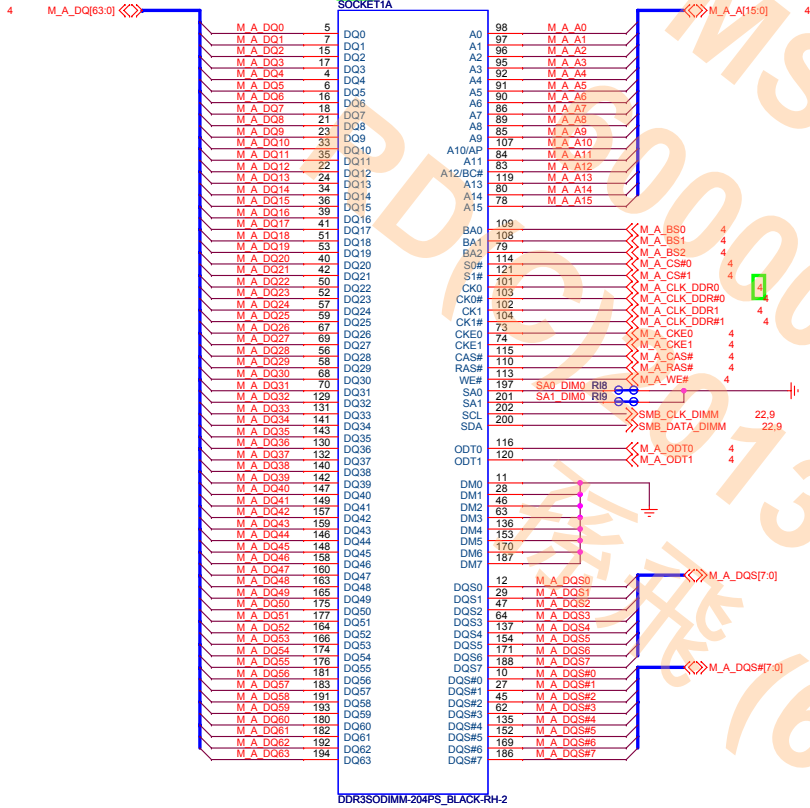 SOCKET1A
4 M_A_DQ[63:0] M_A_A[15:0] 4
M_A_DQ0 5 DQ0 A0 98 M_A_A0
M_A_DQ1 7 DQ1 A1 97 M_A_A1
M_A_DQ2 15 DQ2 A2 96 M_A_A2
M_A_DQ3 17 DQ3 A3 95 M_A_A3
M_A_DQ4 4 DQ4 A4 92 M_A_A4
M_A_DQ5 6 DQ5 A5 91 M_A_A5
M_A_DQ6 16 DQ6 A6 90 M_A_A6
M_A_DQ7 18 DQ7 A7 86 M_A_A7
M_A_DQ8 21 DQ8 A8 89 M_A_A8
M_A_DQ9 23 DQ9 A9 85 M_A_A9
M_A_DQ10 33 DQ10 A10/AP 107 M_A_A10
M_A_DQ11 35 DQ11 A11 84 M_A_A11
M_A_DQ12 22 DQ12 A12/BC# 83 M_A_A12
M_A_DQ13 24 DQ13 A13 119 M_A_A13
M_A_DQ14 34 DQ14 A14 80 M_A_A14
M_A_DQ15 36 DQ15 A15 78 M_A_A15
M_A_DQ16 39 DQ16
M_A_DQ17 41 DQ17 BA0 109 M_A_BS0 4
M_A_DQ18 51 DQ18 BA1 108 M_A_BS1 4
M_A_DQ19 53 DQ19 BA2 79 M_A_BS2 4
M_A_DQ20 40 DQ20 S0# 114 M_A_CS#0 4
M_A_DQ21 42 DQ21 S1# 121 M_A_CS#1 4
M_A_DQ22 50 DQ22 CK0 101 M_A_CLK_DDR0 4
M_A_DQ23 52 DQ23 CK0# 103 M_A_CLK_DDR#0 4
M_A_DQ24 57 DQ24 CK1 102 M_A_CLK_DDR1 4
M_A_DQ25 59 DQ25 CK1# 104 M_A_CLK_DDR#1 4
M_A_DQ26 67 DQ26 CKE0 73 M_A_CKE0 4
M_A_DQ27 69 DQ27 CKE1 74 M_A_CKE1 4
M_A_DQ28 56 DQ28 CAS# 115 M_A_CAS# 4
M_A_DQ29 58 DQ29 RAS# 110 M_A_RAS# 4
M_A_DQ30 68 DQ30 WE# 113 M_A_WE# 4
M_A_DQ31 70 DQ31 SA0 197 SA0_DIM0 RI8
M_A_DQ32 129 DQ32 SA1 201 SA1_DIM0 RI9
M_A_DQ33 131 DQ33 SCL 202 SMB_CLK_DIMM 22,9
M_A_DQ34 141 DQ34 SDA 200 SMB_DATA_DIMM 22,9
M_A_DQ35 143 DQ35
M_A_DQ36 130 DQ36 ODT0 116 M_A_ODT0 4
M_A_DQ37 132 DQ37 ODT1 120 M_A_ODT1 4
M_A_DQ38 140 DQ38
M_A_DQ39 142 DQ39 DM0 11
M_A_DQ40 147 DQ40 DM1 28
M_A_DQ41 149 DQ41 DM2 46
M_A_DQ42 157 DQ42 DM3 63
M_A_DQ43 159 DQ43 DM4 136
M_A_DQ44 146 DQ44 DM5 153
M_A_DQ45 148 DQ45 DM6 170
M_A_DQ46 158 DQ46 DM7 187
M_A_DQ47 160 DQ47
M_A_DQ48 163 DQ48 DQS0 12 M_A_DQS0 M_A_DQS[7:0]
M_A_DQ49 165 DQ49 DQS1 29 M_A_DQS1
M_A_DQ50 175 DQ50 DQS2 47 M_A_DQS2
M_A_DQ51 177 DQ51 DQS3 64 M_A_DQS3
M_A_DQ52 164 DQ52 DQS4 137 M_A_DQS4
M_A_DQ53 166 DQ53 DQS5 154 M_A_DQS5
M_A_DQ54 174 DQ54 DQS6 171 M_A_DQS6
M_A_DQ55 176 DQ55 DQS7 188 M_A_DQS7
M_A_DQ56 181 DQ56 DQS#0 10 M_A_DQS#0 M_A_DQS#[7:0]
M_A_DQ57 183 DQ57 DQS#1 27 M_A_DQS#1
M_A_DQ58 191 DQ58 DQS#2 45 M_A_DQS#2
M_A_DQ59 193 DQ59 DQS#3 62 M_A_DQS#3
M_A_DQ60 180 DQ60 DQS#4 135 M_A_DQS#4
M_A_DQ61 182 DQ61 DQS#5 152 M_A_DQS#5
M_A_DQ62 192 DQ62 DQS#6 169 M_A_DQS#6
M_A_DQ63 194 DQ63 DQS#7 186 M_A_DQS#7
DDR3SODIMM-204PS_BLACK-RH-2